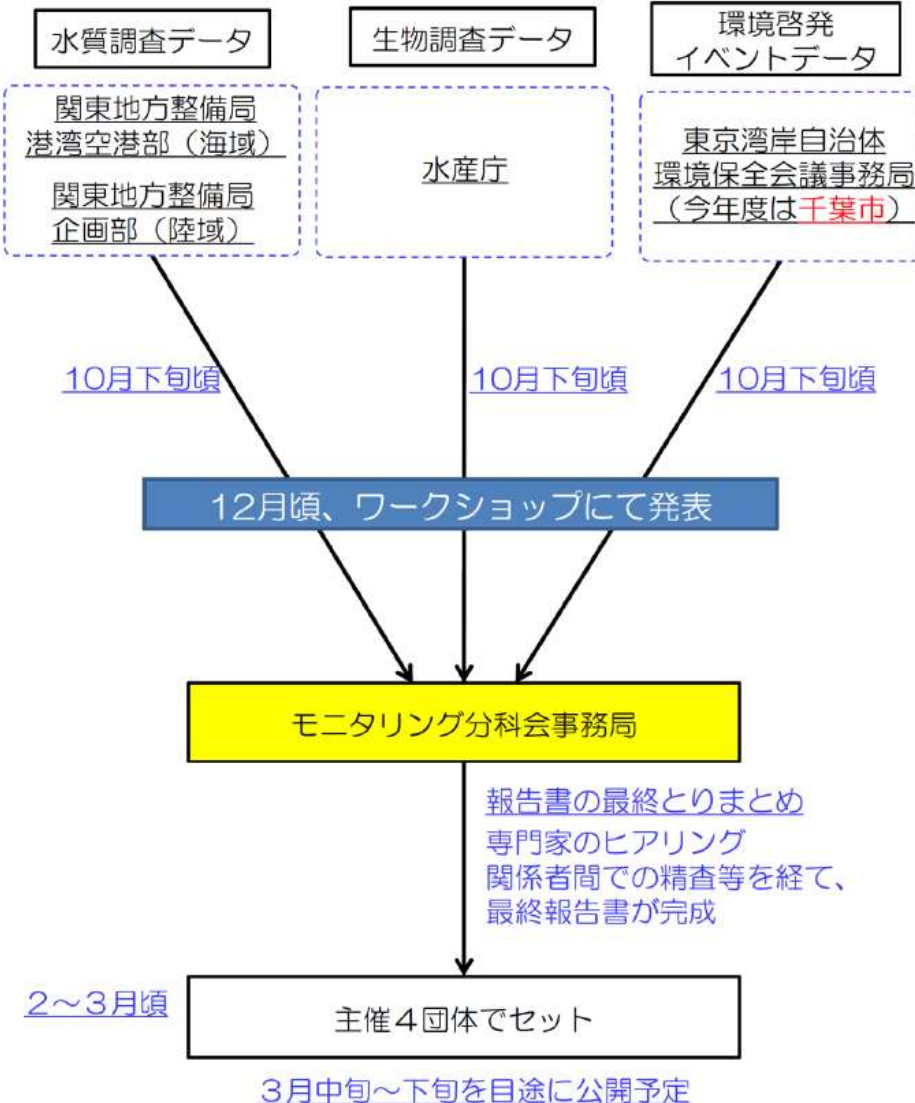 水質調査データ
生物調査データ
環境啓発
イベントデータ
関東地方整備局
港湾空港部（海域）
関東地方整備局
企画部（陸域）
水産庁
東京湾岸自治体
環境保全会議事務局
（今年度は千葉市）
10月下旬頃
10月下旬頃
10月下旬頃
12月頃、ワークショップにて発表
モニタリング分科会事務局
報告書の最終とりまとめ
専門家のヒアリング
関係者間での精査等を経て、
最終報告書が完成
2～3月頃
主催4団体でセット
3月中旬～下旬を目途に公開予定